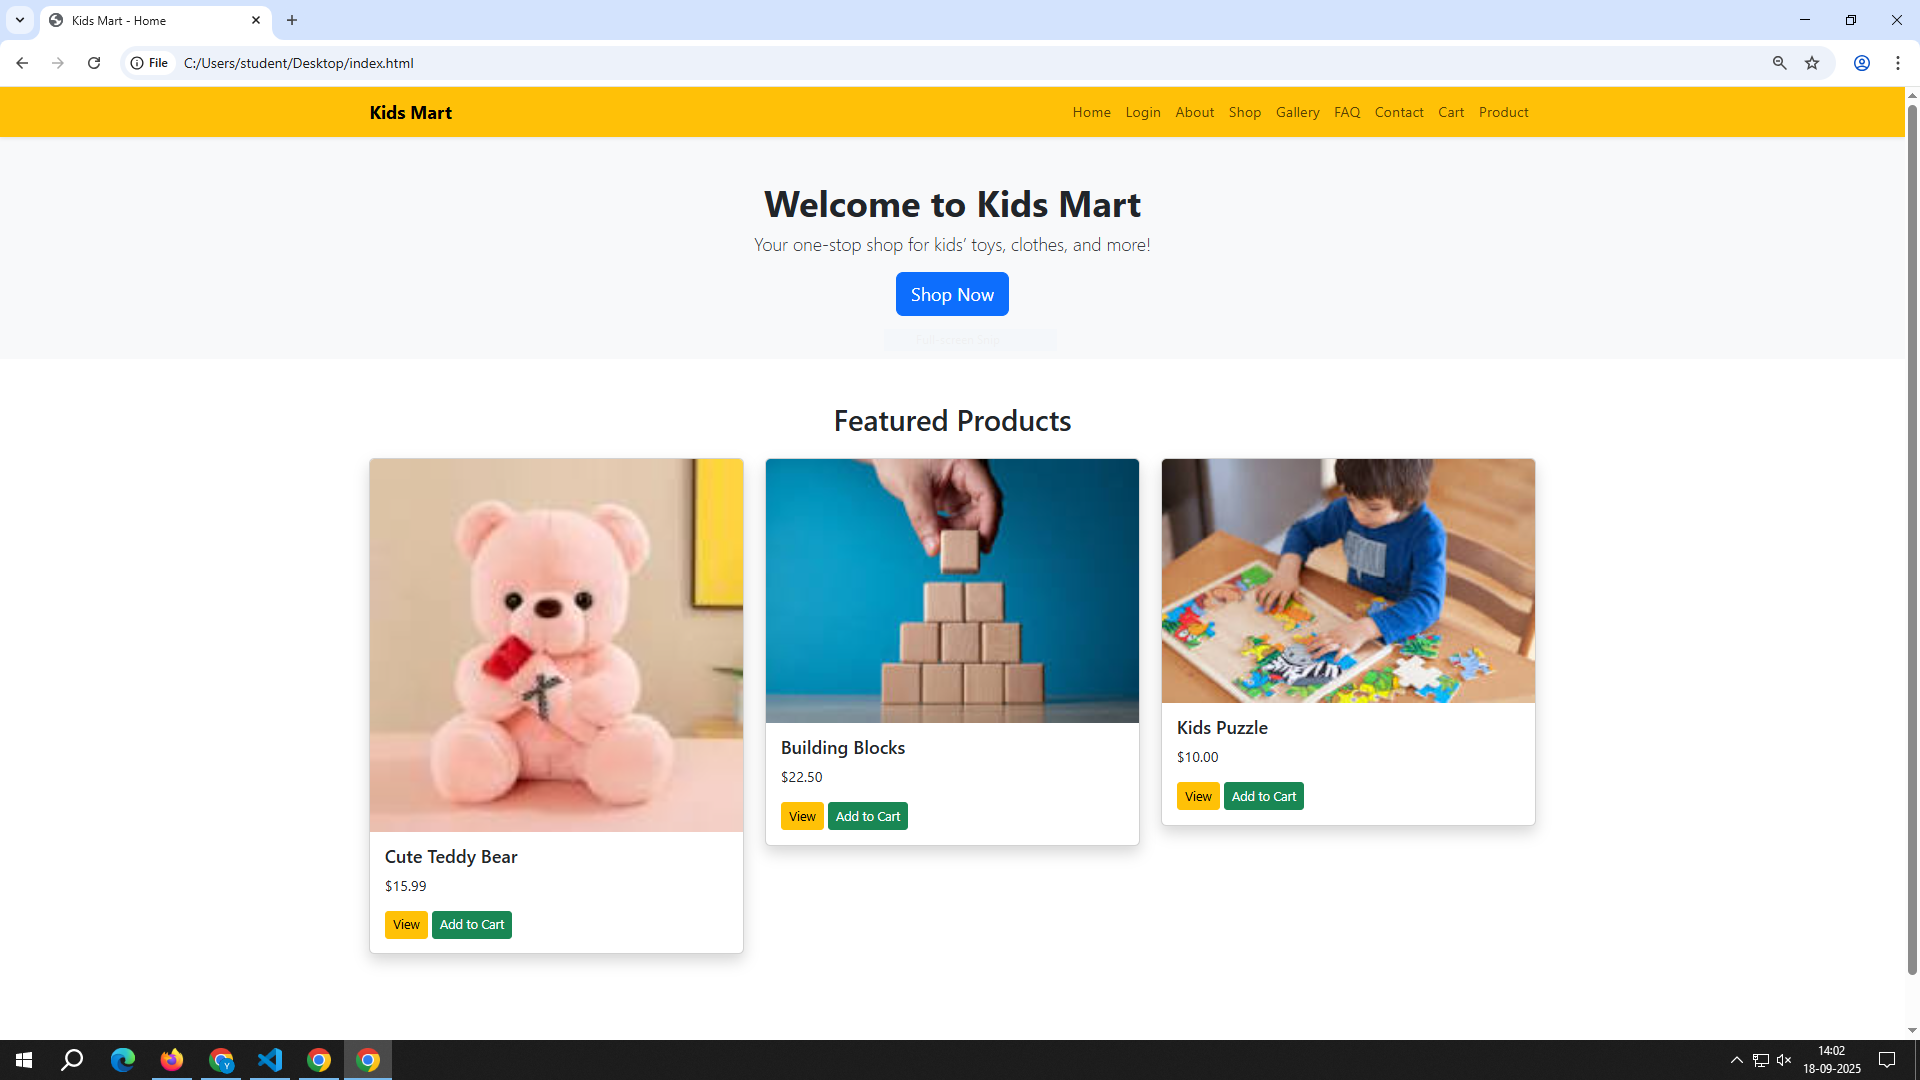 Kids Mart - Home
File C:/Users/student/Desktop/index.html
Kids Mart Home Login About Shop Gallery FAQ Contact Cart Product
Welcome to Kids Mart
Your one-stop shop for kids’ toys, clothes, and more!
Shop Now
Featured Products
Cute Teddy Bear
$15.99
View Add to Cart
Building Blocks
$22.50
View Add to Cart
Kids Puzzle
$10.00
View Add to Cart
14:02
18-09-2025